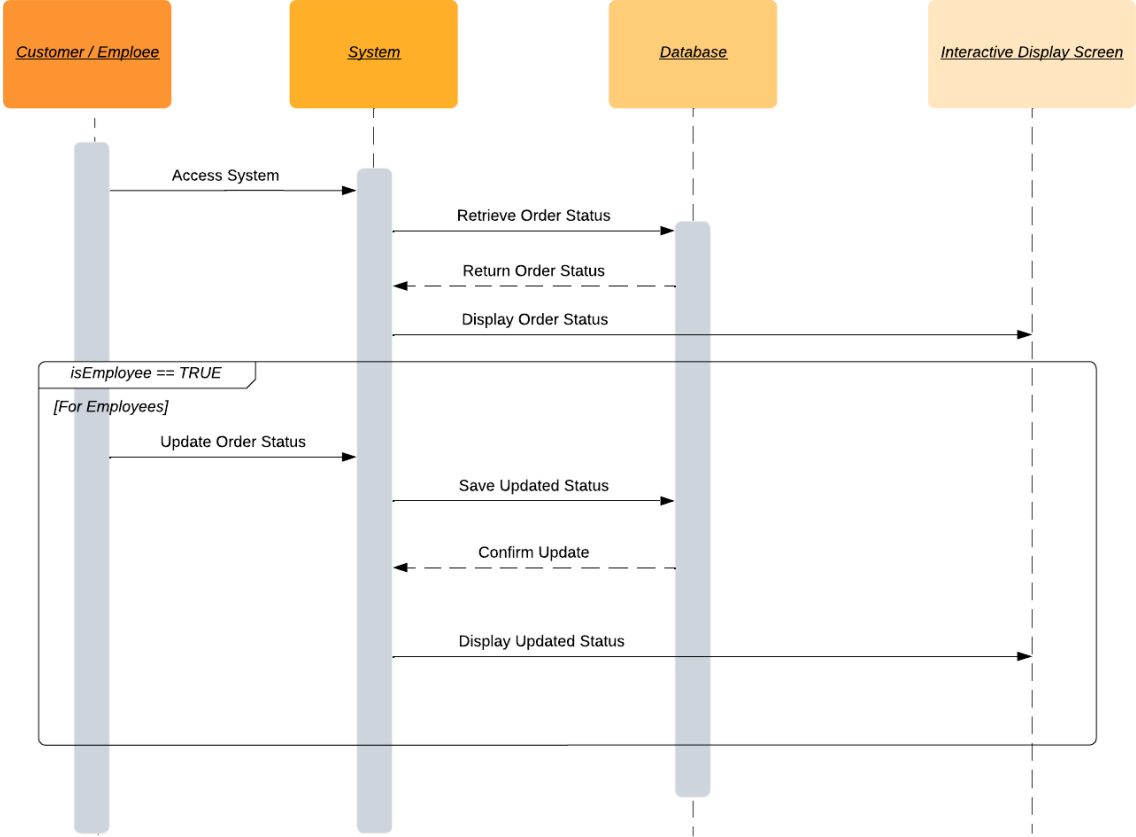 Customer / Emploee
System
Database
Interactive Display Screen
Access System
Retrieve Order Status
Return Order Status
Display Order Status
isEmployee == TRUE
[For Employees]
Update Order Status
Save Updated Status
Confirm Update
Display Updated Status